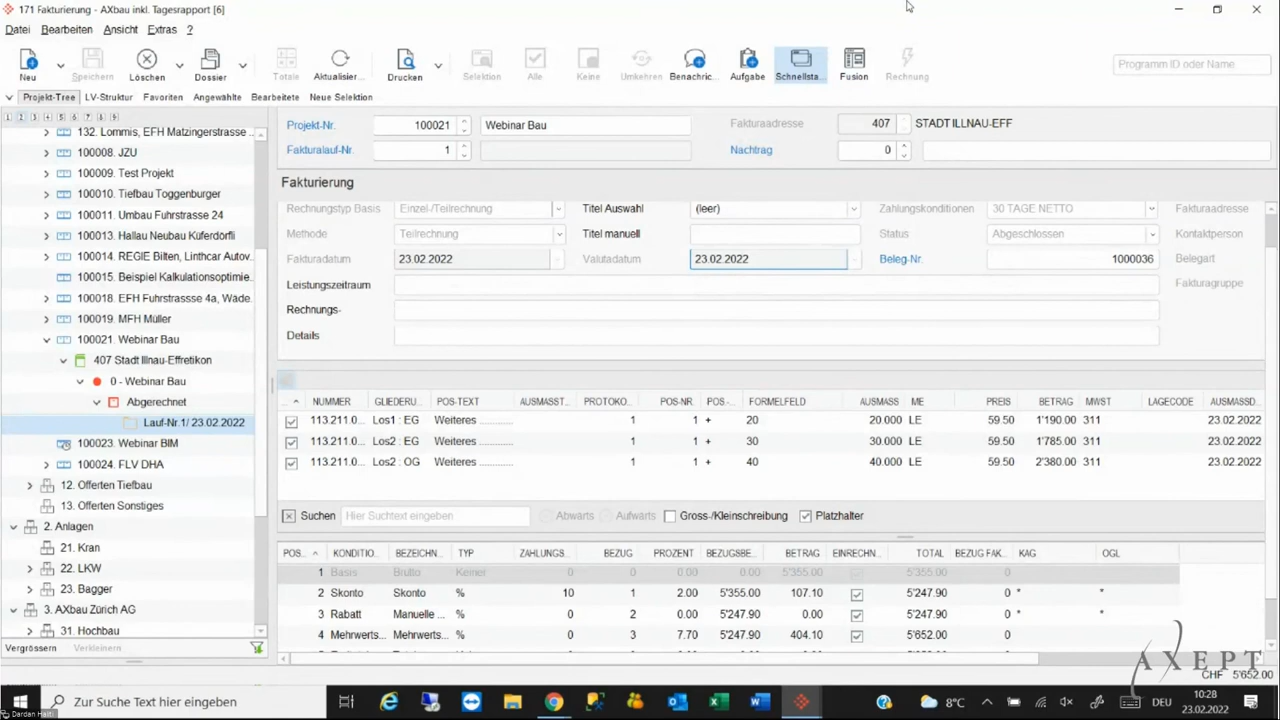 171 Fakturierung - AXbau inkl. Tagesrapport [6]
Datei Bearbeiten Ansicht Extras ?
Neu Speichern Löschen Dossier Totale Aktualisier... Drucken Selektion Alle Keine Umkehren Benachric... Aufgabe Schnellsta... Fusion Rechnung Programm ID oder Name
Projekt-Tree LV-Struktur Favoriten Angewählte Bearbeitete Neue Selektion
1 2 3 4 5 6 7 8 9
132. Lommis, EFH Matzingerstrasse ...
100008. JZU
100009. Test Projekt
100010. Tiefbau Toggenburger
100011. Umbau Fuhrstrasse 24
100013. Hallau Neubau Küferdörfli
100014. REGIE Bilten, Linthcar Autov...
100015. Beispiel Kalkulationsoptimie...
100018. EFH Fuhrstrassse 4a, Wade...
100019. MFH Müller
100021. Webinar Bau
407 Stadt Illnau-Effretikon
0 - Webinar Bau
Abgerechnet
Lauf-Nr.1/ 23.02.2022
100023. Webinar BIM
100024. FLV DHA
12. Offerten Tiefbau
13. Offerten Sonstiges
2. Anlagen
21. Kran
22. LKW
23. Bagger
3. AXbau Zürich AG
31. Hochbau
Vergrössern Verkleinern
Projekt-Nr. 100021 Webinar Bau Fakturaadresse 407 STADT ILLNAU-EFF
Fakturalauf-Nr. 1 Nachtrag 0
Fakturierung
Rechnungstyp Basis Einzel-/Teilrechnung Titel Auswahl (leer) Zahlungskonditionen 30 TAGE NETTO Fakturaadresse
Methode Teilrechnung Titel manuell Status Abgeschlossen Kontaktperson
Fakturadatum 23.02.2022 Valutadatum 23.02.2022 Beleg-Nr. 1000036 Belegart
Leistungszeitraum Fakturagruppe
Rechnungs-
Details
... NUMMER GLIEDERU... POS-TEXT AUSMASST... PROTOKO... POS-NR. POS-... FORMELFELD AUSMASS ME PREIS BETRAG MWST LAGECODE AUSMASSD...
113.211.0... Los1 : EG Weiteres ............ 1 1 + 20 20.000 LE 59.50 1'190.00 311 23.02.2022
113.211.0... Los2 : EG Weiteres ............ 1 1 + 30 30.000 LE 59.50 1'785.00 311 23.02.2022
113.211.0... Los2 : OG Weiteres ............ 1 1 + 40 40.000 LE 59.50 2'380.00 311 23.02.2022
Suchen Hier Suchtext eingeben Abwärts Aufwärts Gross-/Kleinschreibung Platzhalter
POS... KONDITIO... BEZEICHN... TYP ZAHLUNGS... BEZUG PROZENT BEZUGSBE... BETRAG EINRECHN... TOTAL BEZUG FAK... KAG OGL
1 Basis Brutto Keiner 0 0 0.00 0.00 5'355.00 5'355.00 0
2 Skonto Skonto % 10 1 2.00 5'355.00 107.10 5'247.90 0 * *
3 Rabatt Manuelle ... % 0 2 0.00 5'247.90 0.00 5'247.90 0 * *
4 Mehrwerts... Mehrwerts... % 0 3 7.70 5'247.90 404.10 5'652.00 0
AXEPT
CHF 5'652.00
Zur Suche Text hier eingeben
8°C DEU 10:28
23.02.2022
Dardan Haliti